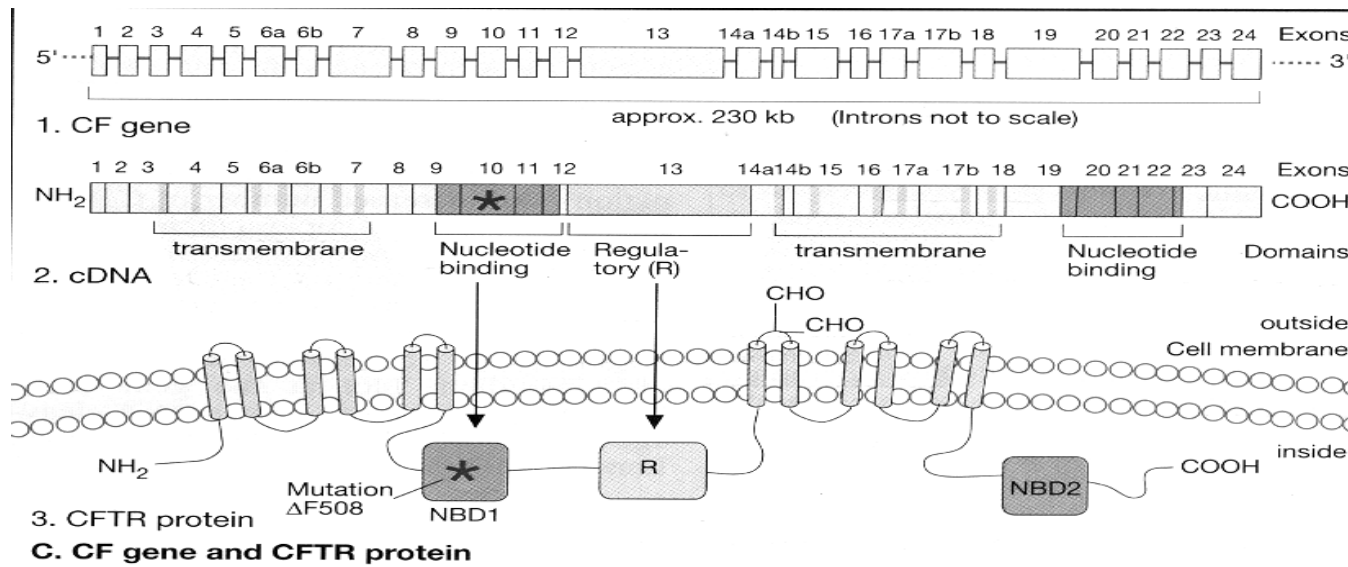 1 2 3 4 5 6a 6b 7 8 9 10 11 12 13 14a 14b 15 16 17a 17b 18 19 20 21 22 23 24 Exons
5' 3'
approx. 230 kb (Introns not to scale)
1. CF gene
1 2 3 4 5 6a 6b 7 8 9 10 11 12 13 14a 14b 15 16 17a 17b 18 19 20 21 22 23 24 Exons
NH2 * COOH
transmembrane Nucleotide binding Regula-tory (R) transmembrane Nucleotide binding Domains
2. cDNA
CHO
CHO
outside
Cell membrane
inside
NH2 * R NBD2 COOH
Mutation
ΔF508
NBD1
3. CFTR protein
C. CF gene and CFTR protein